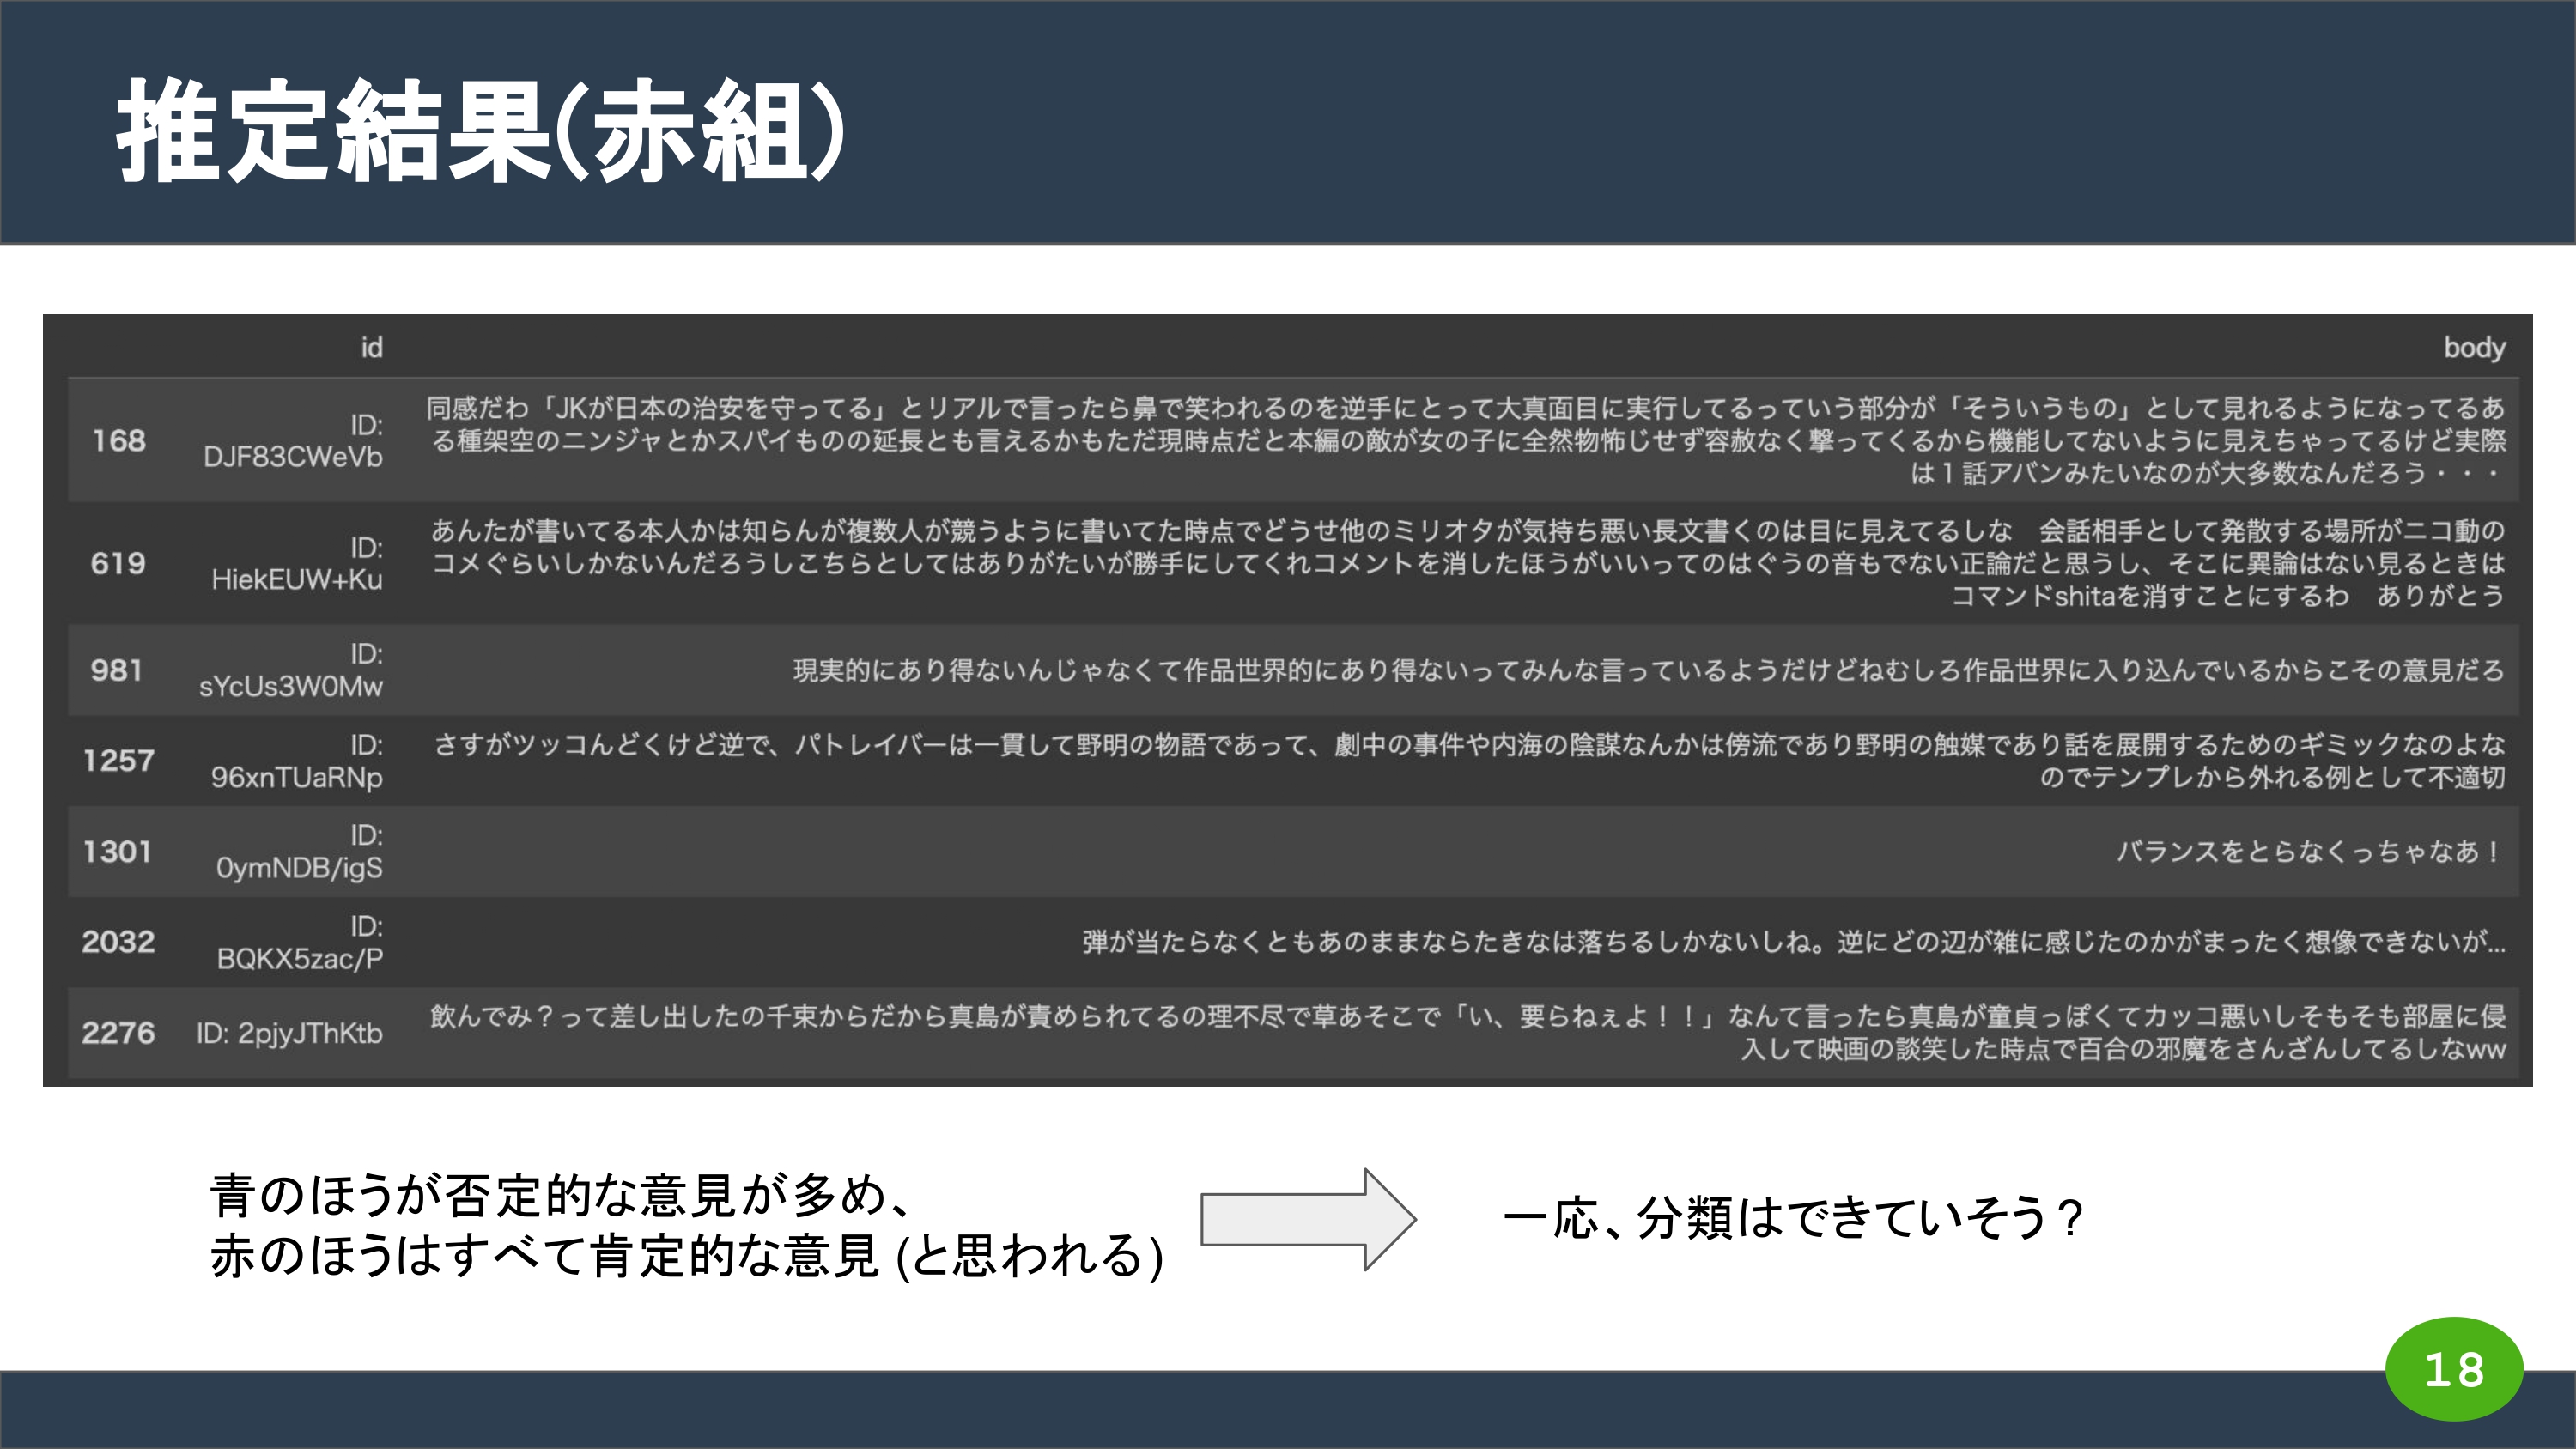 推定結果(赤組)
id body
168 ID: DJF83CWeVb
同感だわ「JKが日本の治安を守ってる」とリアルで言ったら鼻で笑われるのを逆手にとって大真面目に実行してるっていう部分が「そういうもの」として見れるようになってるあ
る種架空のニンジャとかスパイものの延長とも言えるかもただ現時点だと本編の敵が女の子に全然物怖じせず容赦なく撃ってくるから機能してないように見えちゃってるけど実際
は１話アバンみたいなのが大多数なんだろう・・・
619 ID: HiekEUW+Ku
あんたが書いてる本人かは知らんが複数人が競うように書いてた時点でどうせ他のミリオタが気持ち悪い長文書くのは目に見えてるしな　会話相手として発散する場所がニコ動の
コメぐらいしかないんだろうしこちらとしてはありがたいが勝手にしてくれコメントを消したほうがいいってのはぐうの音もでない正論だと思うし、そこに異論はない見るときは
コマンドshitaを消すことにするわ　ありがとう
981 ID: sYcUs3W0Mw
現実的にあり得ないんじゃなくて作品世界的にあり得ないってみんな言っているようだけどねむしろ作品世界に入り込んでいるからこその意見だろ
1257 ID: 96xnTUaRNp
さすがツッコんどくけど逆で、パトレイバーは一貫して野明の物語であって、劇中の事件や内海の陰謀なんかは傍流であり野明の触媒であり話を展開するためのギミックなのよな
のでテンプレから外れる例として不適切
1301 ID: 0ymNDB/igS
バランスをとらなくっちゃなあ！
2032 ID: BQKX5zac/P
弾が当たらなくともあのままならたきなは落ちるしかないしね。逆にどの辺が雑に感じたのかがまったく想像できないが...
2276 ID: 2pjyJThKtb
飲んでみ？って差し出したの千束からだから真島が責められてるの理不尽で草あそこで「い、要らねぇよ！！」なんて言ったら真島が童貞っぽくてカッコ悪いしそもそも部屋に侵
入して映画の談笑した時点で百合の邪魔をさんざんしてるしなww
青のほうが否定的な意見が多め、
赤のほうはすべて肯定的な意見 (と思われる)
一応、分類はできていそう？
18